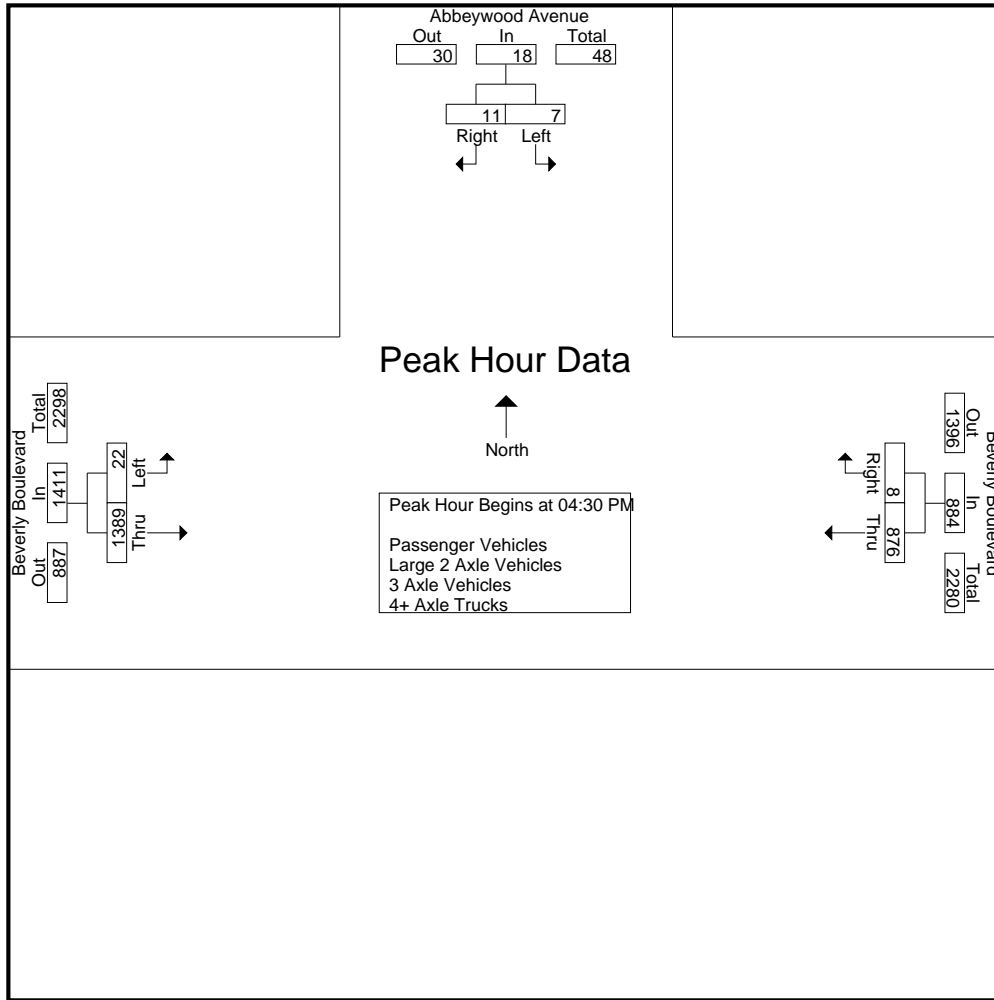 Abbeywood Avenue
Out In Total
30 18 48
11 7
Right Left
Peak Hour Data
North
Peak Hour Begins at 04:30 PM
Passenger Vehicles
Large 2 Axle Vehicles
3 Axle Vehicles
4+ Axle Trucks
Beverly Boulevard
Out In Total
887 1411 2298
1389 22
Thru Left
Beverly Boulevard
Out In Total
1396 884 2280
8 876
Right Thru